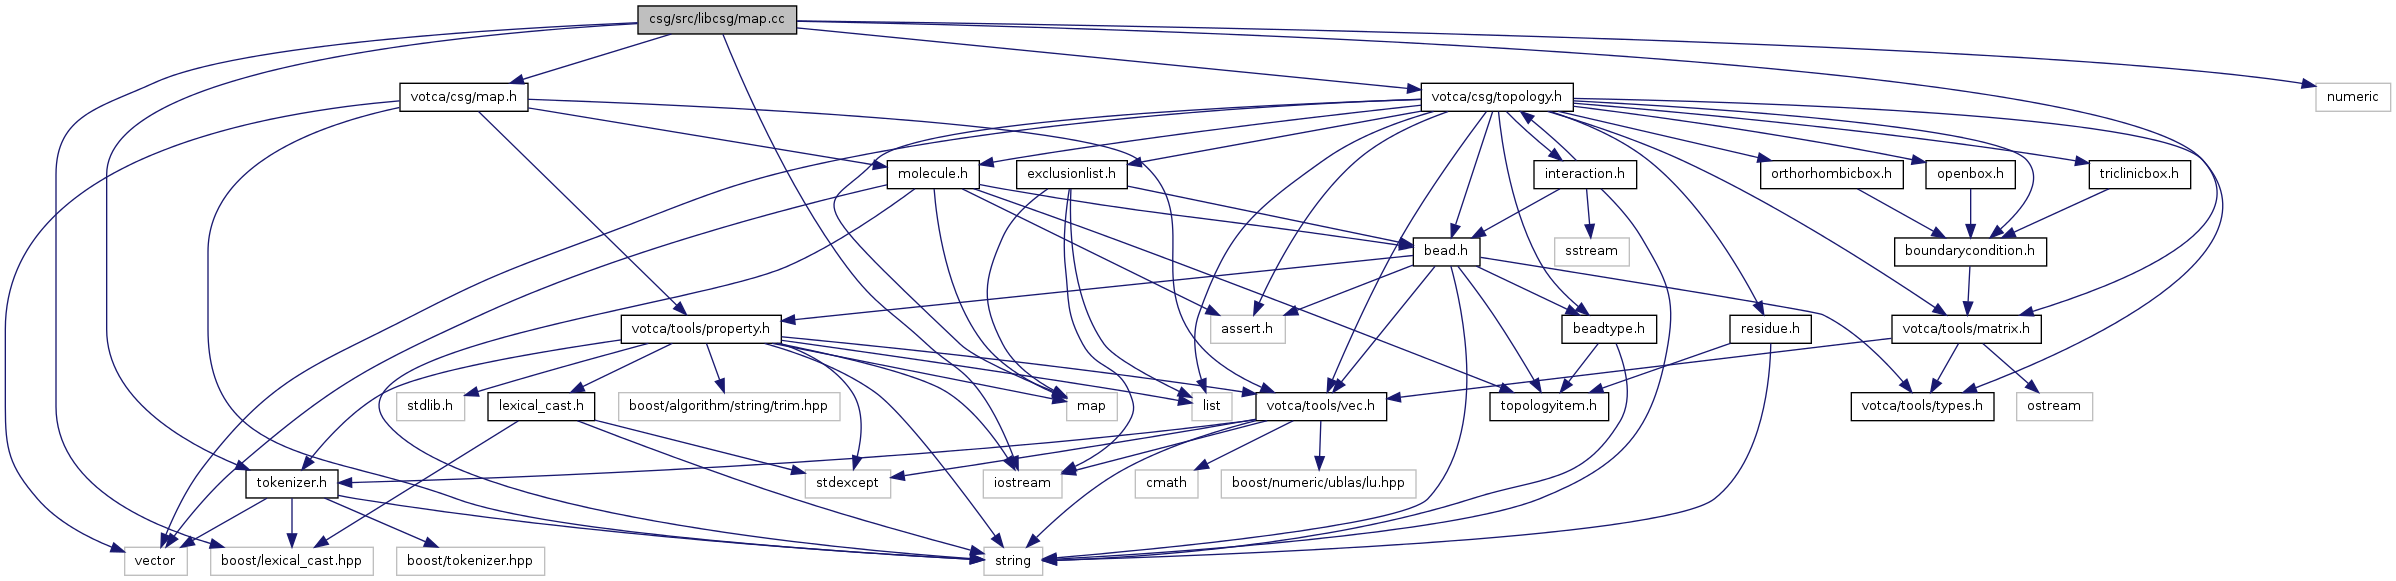 csg/src/libcsg/map.cc
votca/csg/map.h
votca/csg/topology.h
numeric
molecule.h
exclusionlist.h
interaction.h
orthorhombicbox.h
openbox.h
triclinicbox.h
bead.h
sstream
boundarycondition.h
votca/tools/property.h
assert.h
beadtype.h
residue.h
votca/tools/matrix.h
stdlib.h
lexical_cast.h
boost/algorithm/string/trim.hpp
map
list
votca/tools/vec.h
topologyitem.h
votca/tools/types.h
ostream
tokenizer.h
stdexcept
iostream
cmath
boost/numeric/ublas/lu.hpp
vector
boost/lexical_cast.hpp
boost/tokenizer.hpp
string